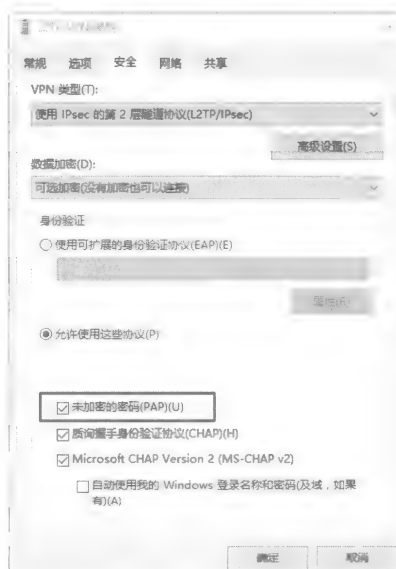 常规 选项 安全 网络 共享
VPN 类型(T):
使用 IPsec 的第 2 层隧道协议(L2TP/IPsec)
高级设置(S)
数据加密(D):
可选加密(没有加密也可以连接)
身份验证
使用可扩展的身份验证协议(EAP)(E)
属性(R)
允许使用这些协议(P)
未加密的密码(PAP)(U)
质询握手身份验证协议(CHAP)(H)
Microsoft CHAP Version 2 (MS-CHAP v2)
自动使用我的 Windows 登录名称和密码(及域，如果
有)(A)
确定 取消